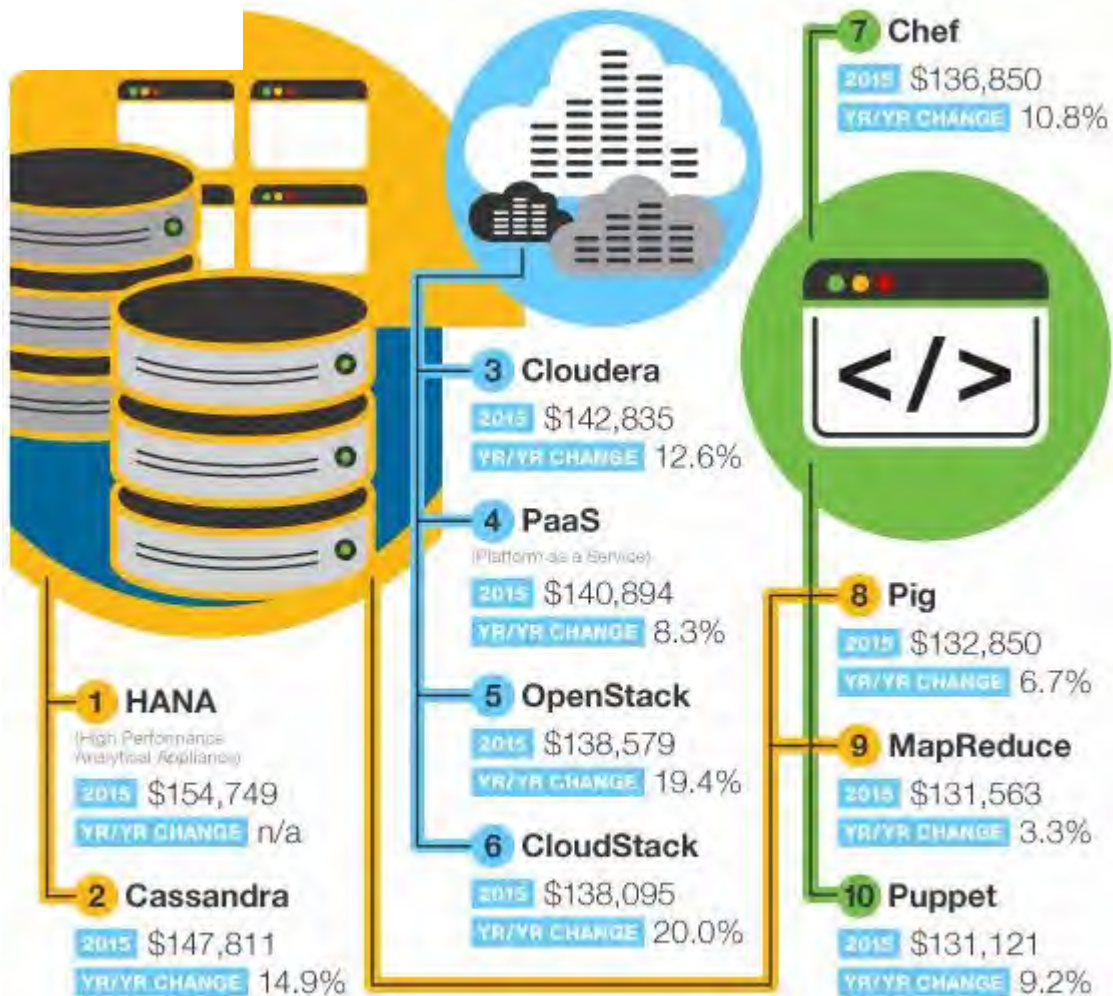 1 HANA
(High Performance
Analytical Appliance)
2015 $154,749
YR/YR CHANGE n/a
2 Cassandra
2015 $147,811
YR/YR CHANGE 14.9%
3 Cloudera
2015 $142,835
YR/YR CHANGE 12.6%
4 PaaS
(Platform as a Service)
2015 $140,894
YR/YR CHANGE 8.3%
5 OpenStack
2015 $138,579
YR/YR CHANGE 19.4%
6 CloudStack
2015 $138,095
YR/YR CHANGE 20.0%
7 Chef
2015 $136,850
YR/YR CHANGE 10.8%
</>
8 Pig
2015 $132,850
YR/YR CHANGE 6.7%
9 MapReduce
2015 $131,563
YR/YR CHANGE 3.3%
10 Puppet
2015 $131,121
YR/YR CHANGE 9.2%